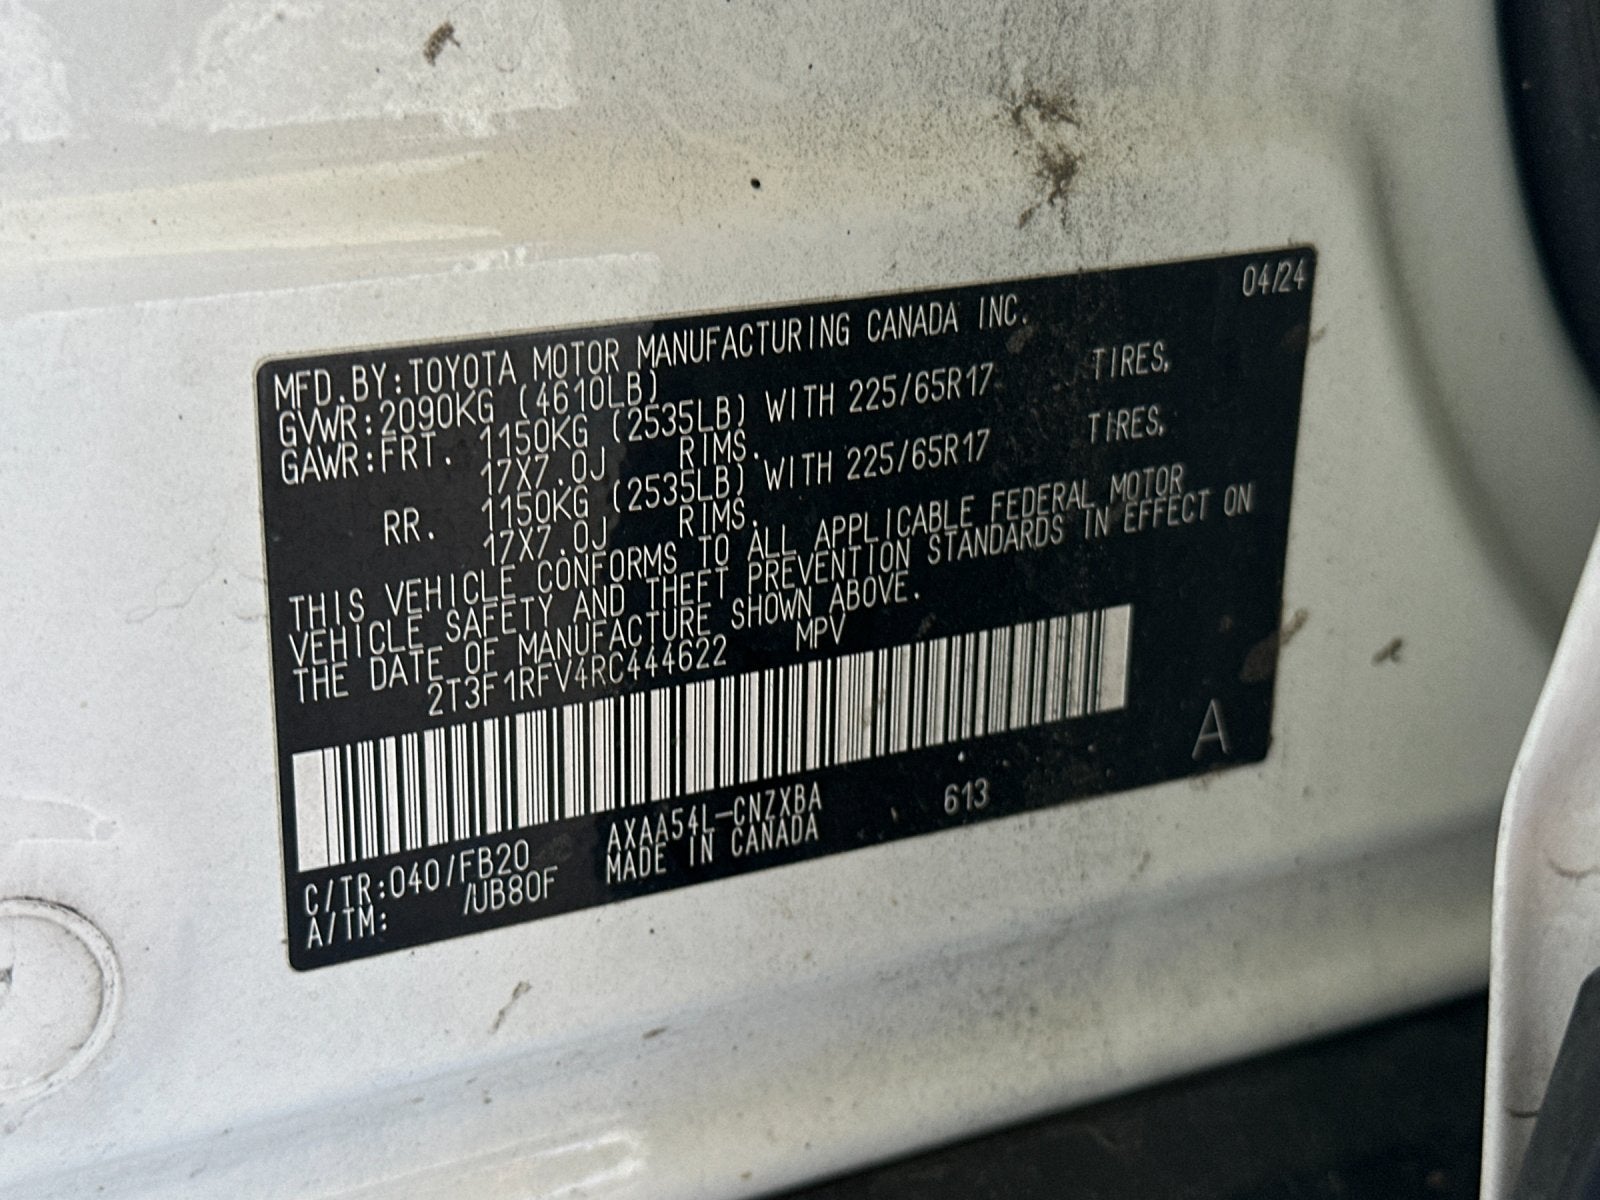 04/24
MFD.BY:TOYOTA MOTOR MANUFACTURING CANADA INC.
GVWR:2090KG (4610LB)
GAWR:FRT. 1150KG (2535LB) WITH 225/65R17 TIRES,
17X7.0J RIMS.
RR. 1150KG (2535LB) WITH 225/65R17 TIRES,
17X7.0J RIMS.
THIS VEHICLE CONFORMS TO ALL APPLICABLE FEDERAL MOTOR
VEHICLE SAFETY AND THEFT PREVENTION STANDARDS IN EFFECT ON
THE DATE OF MANUFACTURE SHOWN ABOVE.
2T3F1RFV4RC444622 MPV
A
C/TR:040/FB20 AXAA54L-CNZXBA 613
A/TM: /UB80F MADE IN CANADA